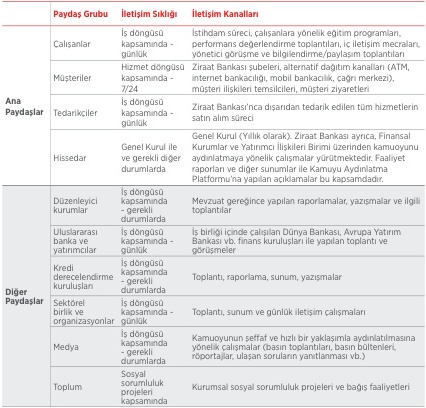 Paydaş Grubu İletişim Sıklığı İletişim Kanalları
Ana
Paydaşlar
Çalışanlar
İş döngüsü
kapsamında -
günlük
İstihdam süreci, çalışanlara yönelik eğitim programları,
performans değerlendirme toplantıları, iç iletişim mecraları,
yönetici görüşme ve bilgilendirme/paylaşım toplantıları
Müşteriler
Hizmet döngüsü
kapsamında -
7/24
Ziraat Bankası şubeleri, alternatif dağıtım kanalları (ATM,
internet bankacılığı, mobil bankacılık, çağrı merkezi),
müşteri ilişkileri temsilcileri, müşteri ziyaretleri
Tedarikçiler
İş döngüsü
kapsamında -
günlük
Ziraat Bankası'nca dışarıdan tedarik edilen tüm hizmetlerin
satın alım süreci
Hissedar
Genel Kurul ile
ve gerekli diğer
durumlarda
Genel Kurul (Yıllık olarak). Ziraat Bankası ayrıca, Finansal
Kurumlar ve Yatırımcı İlişkileri Birimi üzerinden kamuoyunu
aydınlatmaya yönelik çalışmalar yürütmektedir. Faaliyet
raporları ve diğer sunumlar ile Kamuyu Aydınlatma
Platformu'na yapılan açıklamalar bu kapsamdadır.
Diğer
Paydaşlar
Düzenleyici
kurumlar
İş döngüsü
kapsamında
- gerekli
durumlarda
Mevzuat gereğince yapılan raporlamalar, yazışmalar ve ilgili
toplantılar
Uluslararası
banka ve
yatırımcılar
İş döngüsü
kapsamında -
günlük
İş birliği içinde çalışılan Dünya Bankası, Avrupa Yatırım
Bankası vb. finans kuruluşları ile yapılan toplantı ve
görüşmeler
Kredi
derecelendirme
kuruluşları
İş döngüsü
kapsamında
- gerekli
durumlarda
Toplantı, raporlama, sunum, yazışmalar
Sektörel
birlik ve
organizasyonlar
İş döngüsü
kapsamında -
günlük
Toplantı, sunum ve günlük iletişim çalışmaları
Medya
İş döngüsü
kapsamında
- gerekli
durumlarda
Kamuoyunun şeffaf ve hızlı bir yaklaşımla aydınlatılmasına
yönelik çalışmalar (basın toplantıları, basın bültenleri,
röportajlar, ulaşan soruların yanıtlanması vb.)
Toplum
Sosyal
sorumluluk
projeleri
kapsamında
Kurumsal sosyal sorumluluk projeleri ve bağış faaliyetleri